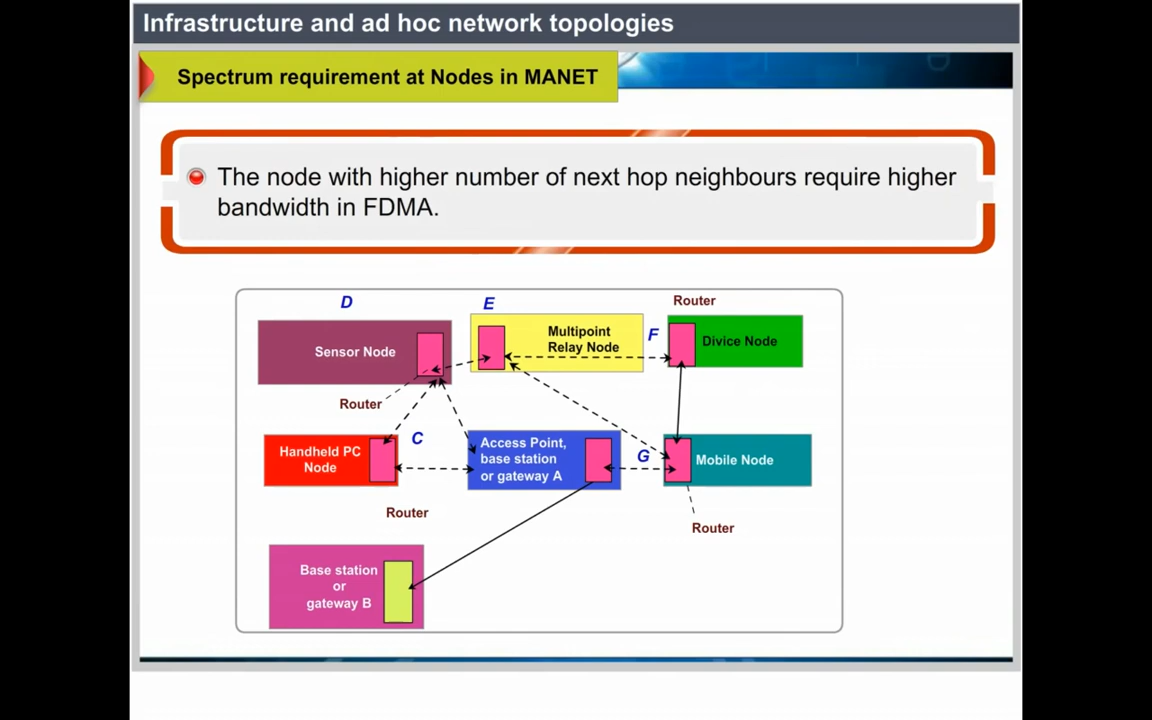 Infrastructure and ad hoc network topologies
Spectrum requirement at Nodes in MANET
The node with higher number of next hop neighbours require higher
bandwidth in FDMA.
D
E
Router
Sensor Node
Multipoint
Relay Node
F
Divice Node
Router
Handheld PC
Node
C
Access Point,
base station
or gateway A
G
Mobile Node
Router
Router
Base station
or
gateway B